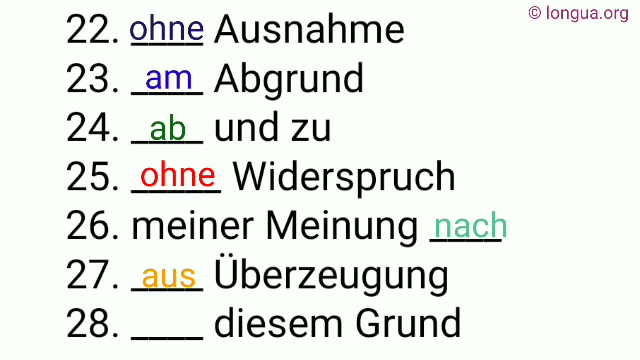 © longua.org
22. ohne Ausnahme
23. am Abgrund
24. ab und zu
25. ohne Widerspruch
26. meiner Meinung nach
27. aus Überzeugung
28. ____ diesem Grund